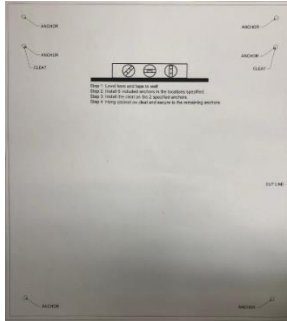 ANCHOR
ANCHOR
ANCHOR
ANCHOR
CLEAT
CLEAT
Step 1: Level here and tape to wall
Step 2: Install 6 included anchors in the locations specified
Step 3: Install the cleat on the 2 specified anchors
Step 4: Hang cabinet on cleat and secure to the remaining anchors
CUT LINE
ANCHOR
ANCHOR